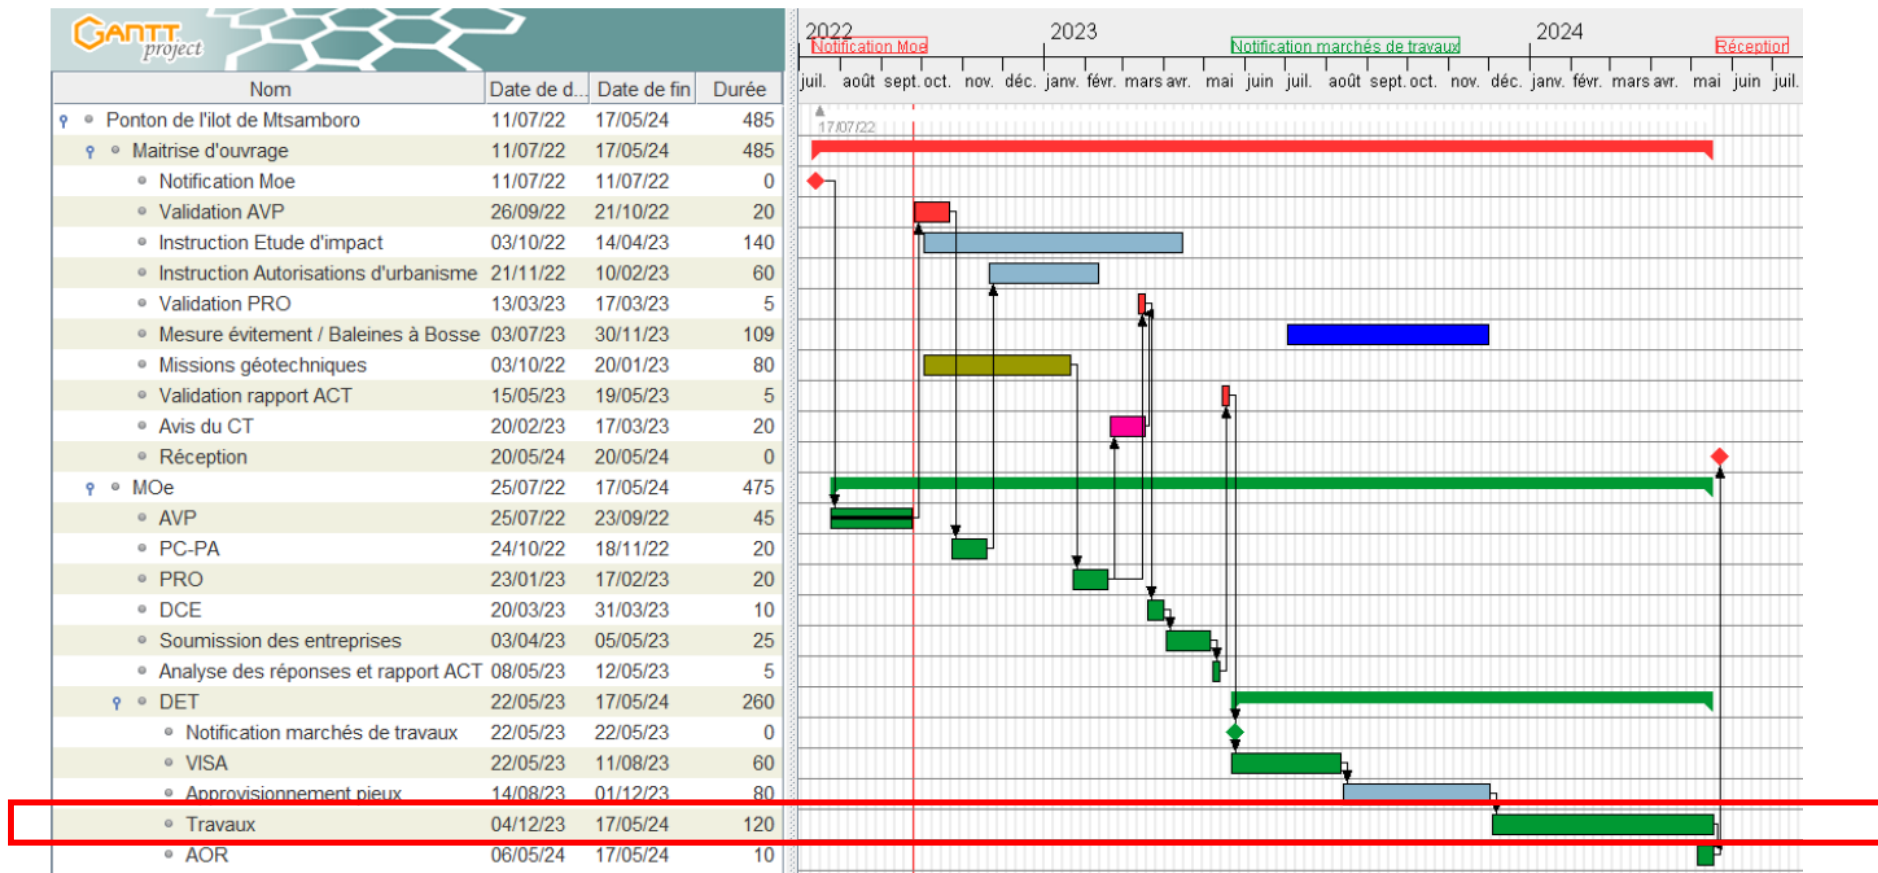 GANTT
project
2022 2023 2024
Notification Moe Notification marchés de travaux Réception
Nom Date de d... Date de fin Durée
juil. août sept. oct. nov. déc. janv. févr. mars avr. mai juin juil. août sept. oct. nov. déc. janv. févr. mars avr. mai juin juil.
Ponton de l'ilot de Mtsamboro 11/07/22 17/05/24 485
17/07/22
Maitrise d'ouvrage 11/07/22 17/05/24 485
Notification Moe 11/07/22 11/07/22 0
Validation AVP 26/09/22 21/10/22 20
Instruction Etude d'impact 03/10/22 14/04/23 140
Instruction Autorisations d'urbanisme 21/11/22 10/02/23 60
Validation PRO 13/03/23 17/03/23 5
Mesure évitement / Baleines à Bosse 03/07/23 30/11/23 109
Missions géotechniques 03/10/22 20/01/23 80
Validation rapport ACT 15/05/23 19/05/23 5
Avis du CT 20/02/23 17/03/23 20
Réception 20/05/24 20/05/24 0
MOe 25/07/22 17/05/24 475
AVP 25/07/22 23/09/22 45
PC-PA 24/10/22 18/11/22 20
PRO 23/01/23 17/02/23 20
DCE 20/03/23 31/03/23 10
Soumission des entreprises 03/04/23 05/05/23 25
Analyse des réponses et rapport ACT 08/05/23 12/05/23 5
DET 22/05/23 17/05/24 260
Notification marchés de travaux 22/05/23 22/05/23 0
VISA 22/05/23 11/08/23 60
Approvisionnement pieux 14/08/23 01/12/23 80
Travaux 04/12/23 17/05/24 120
AOR 06/05/24 17/05/24 10